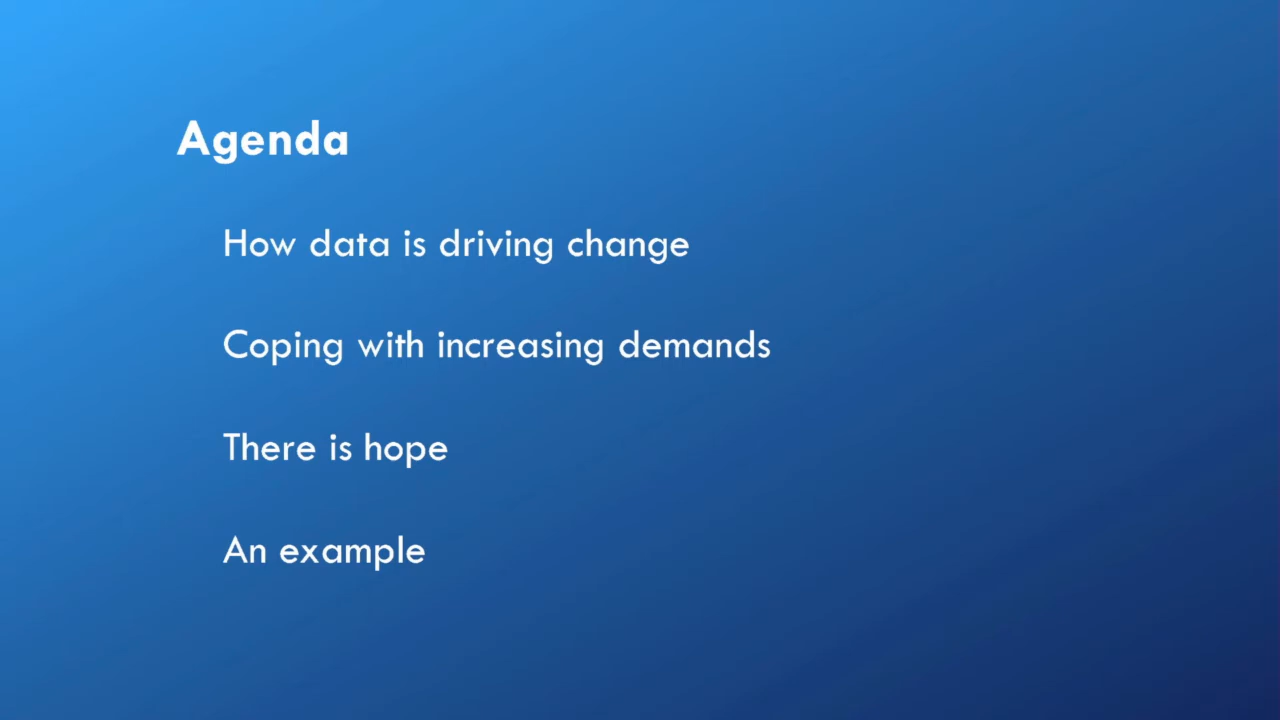 Agenda
How data is driving change
Coping with increasing demands
There is hope
An example